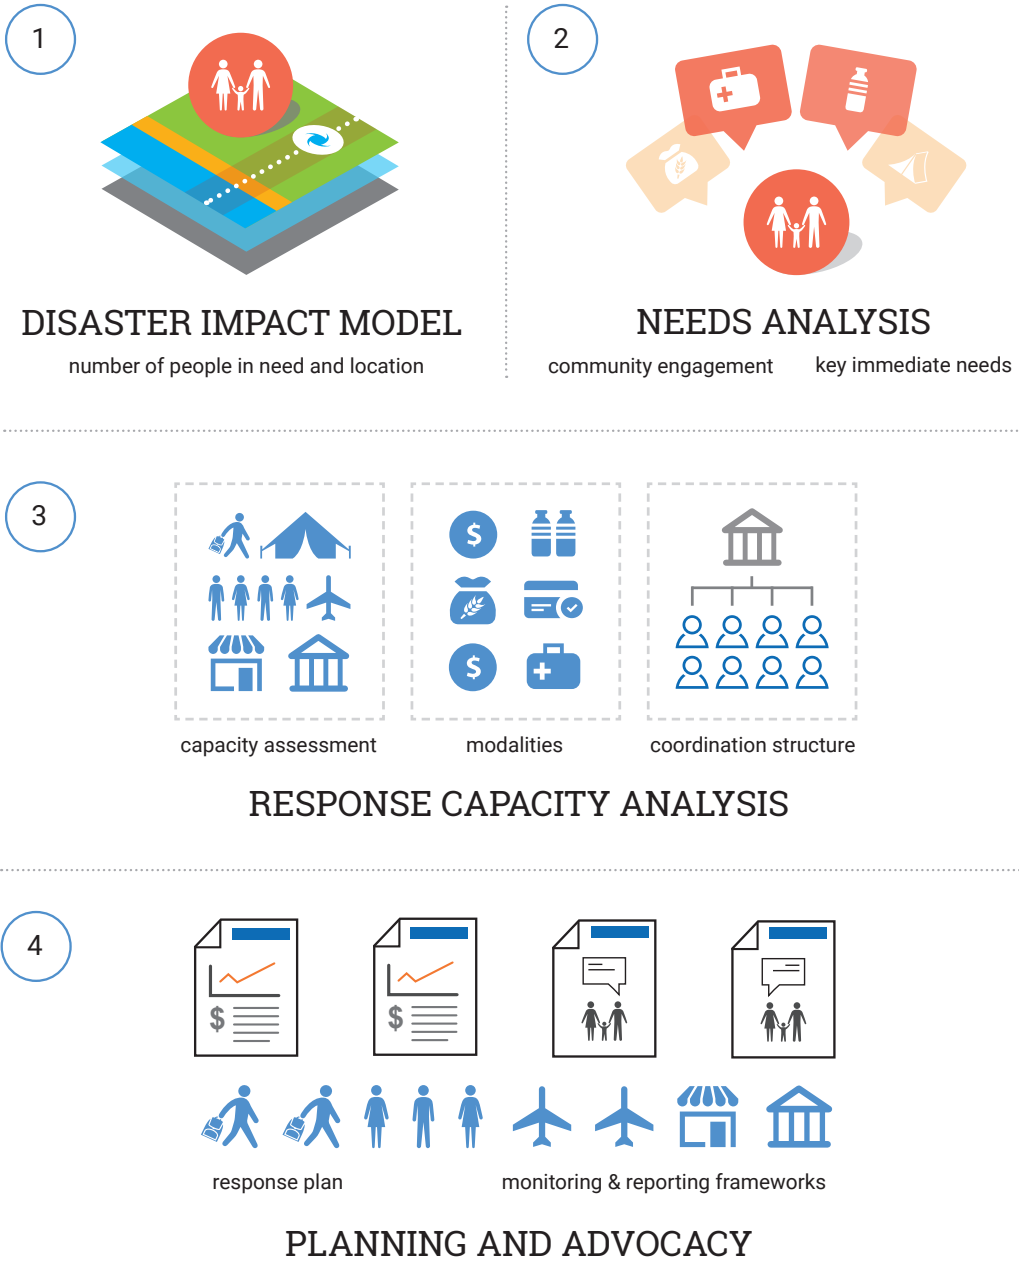 1
DISASTER IMPACT MODEL
number of people in need and location
2
NEEDS ANALYSIS
community engagement
key immediate needs
3
$
$
capacity assessment
modalities
coordination structure
RESPONSE CAPACITY ANALYSIS
4
$
$
response plan
monitoring & reporting frameworks
PLANNING AND ADVOCACY